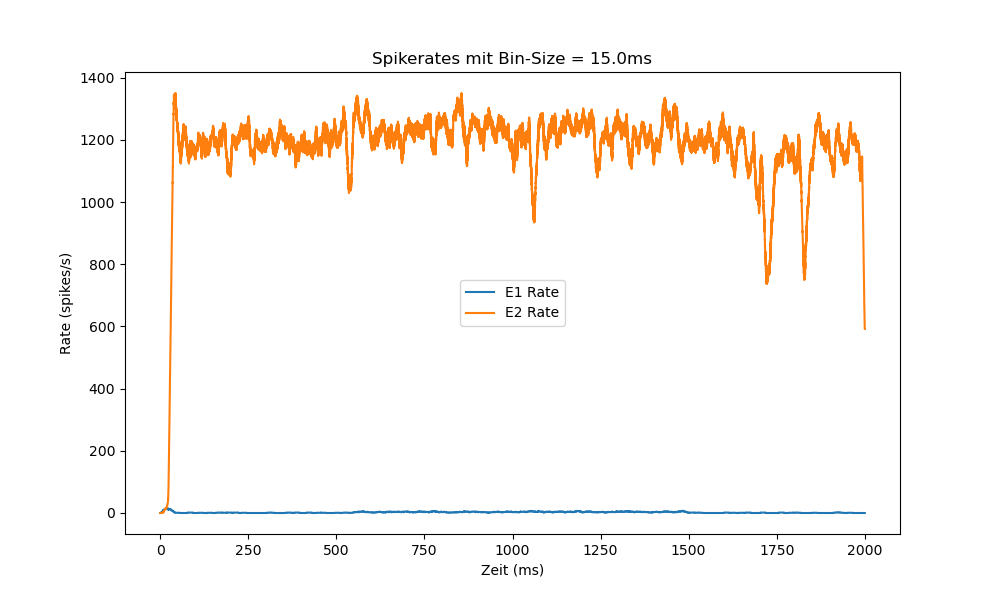 Spikerates mit Bin-Size = 15.0ms
1400
1200
1000
800
600
400
200
0
Rate (spikes/s)
E1 Rate
E2 Rate
0 250 500 750 1000 1250 1500 1750 2000
Zeit (ms)